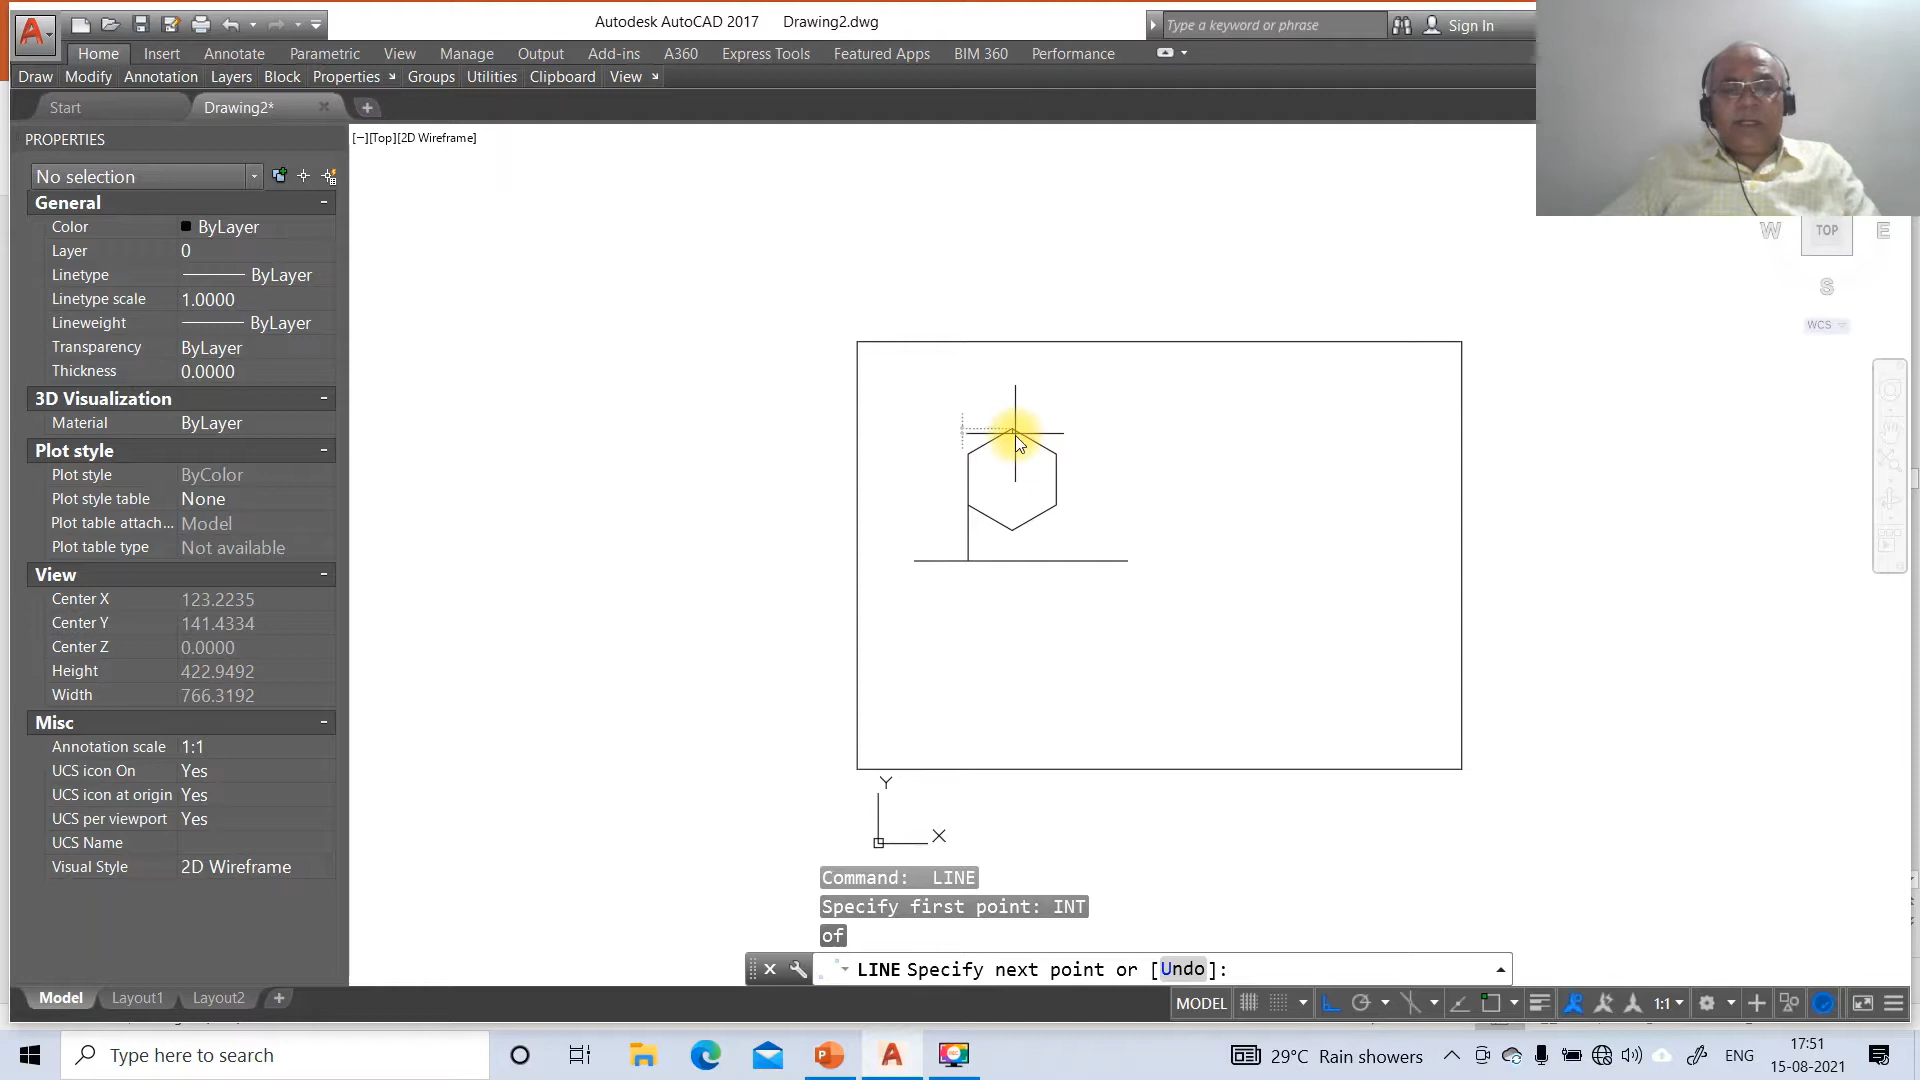 Autodesk AutoCAD 2017 Drawing2.dwg
Type a keyword or phrase
Sign In
Home Insert Annotate Parametric View Manage Output Add-ins A360 Express Tools Featured Apps BIM 360 Performance
Draw Modify Annotation Layers Block Properties Groups Utilities Clipboard View
Start Drawing2*
PROPERTIES
[−][Top][2D Wireframe]
No selection
General
Color ByLayer
Layer 0
Linetype ByLayer
Linetype scale 1.0000
Lineweight ByLayer
Transparency ByLayer
Thickness 0.0000
3D Visualization
Material ByLayer
Plot style
Plot style ByColor
Plot style table None
Plot table attach... Model
Plot table type Not available
View
Center X 123.2235
Center Y 141.4334
Center Z 0.0000
Height 422.9492
Width 766.3192
Misc
Annotation scale 1:1
UCS icon On Yes
UCS icon at origin Yes
UCS per viewport Yes
UCS Name
Visual Style 2D Wireframe
W TOP E
S
WCS
Y
X
Command: LINE
Specify first point: INT
of
LINE Specify next point or [Undo]:
Model Layout1 Layout2
MODEL 1:1
Type here to search
29°C Rain showers
ENG
17:51
15-08-2021